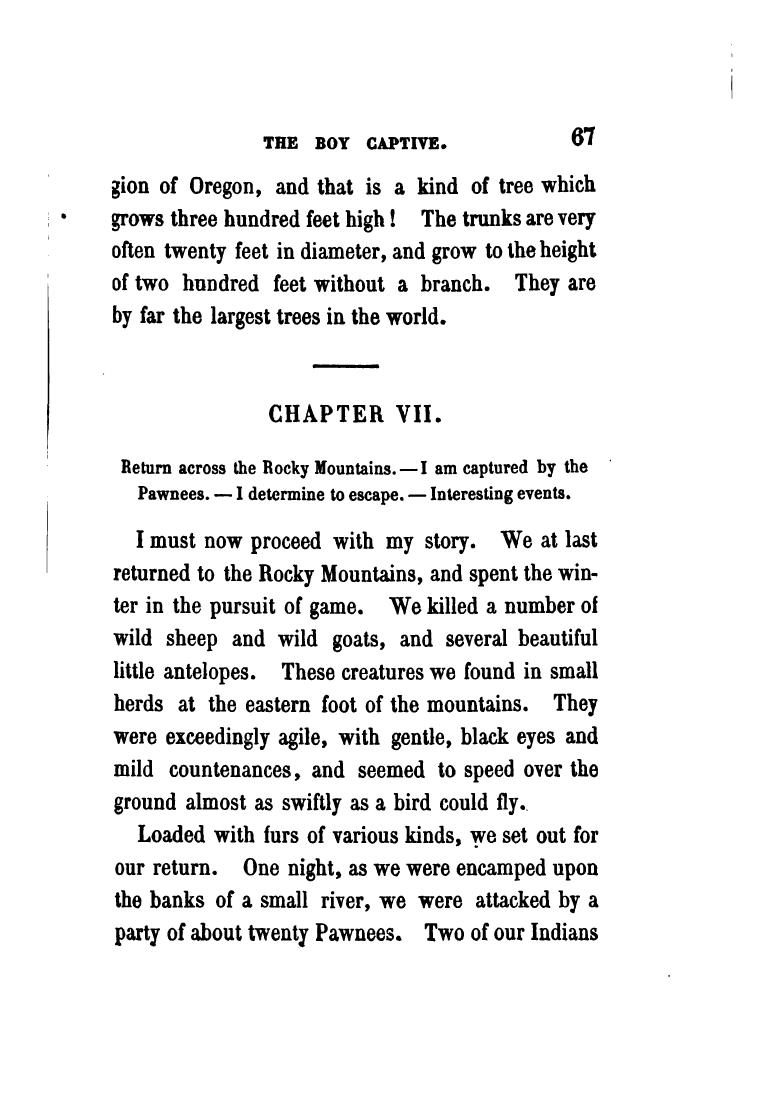 THE BOY CAPTIVE. 67
gion of Oregon, and that is a kind of tree which
grows three hundred feet high! The trunks are very
often twenty feet in diameter, and grow to the height
of two hundred feet without a branch. They are
by far the largest trees in the world.
CHAPTER VII.
Return across the Rocky Mountains.—I am captured by the
Pawnees. — I determine to escape. — Interesting events.
I must now proceed with my story. We at last
returned to the Rocky Mountains, and spent the win-
ter in the pursuit of game. We killed a number of
wild sheep and wild goats, and several beautiful
little antelopes. These creatures we found in small
herds at the eastern foot of the mountains. They
were exceedingly agile, with gentle, black eyes and
mild countenances, and seemed to speed over the
ground almost as swiftly as a bird could fly.
Loaded with furs of various kinds, we set out for
our return. One night, as we were encamped upon
the banks of a small river, we were attacked by a
party of about twenty Pawnees. Two of our Indians